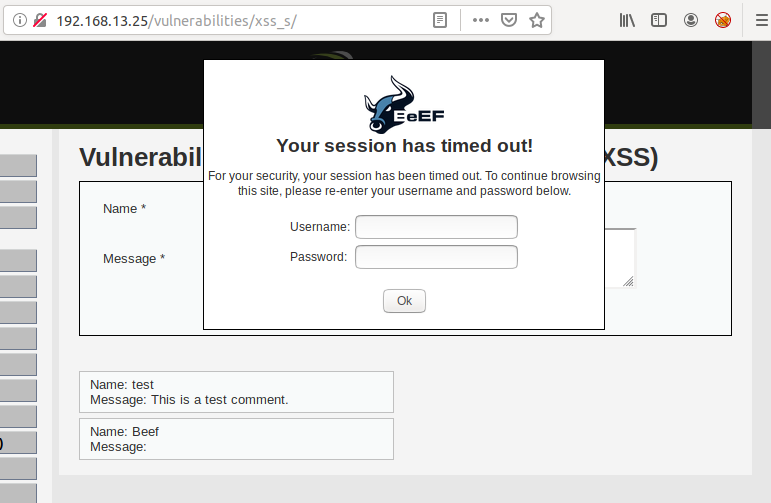 192.168.13.25/vulnerabilities/xss_s/
BeEF
Your session has timed out!
For your security, your session has been timed out. To continue browsing
this site, please re-enter your username and password below.
Username:
Password:
Ok
Vulnerabil
XSS)
Name *
Message *
Name: test
Message: This is a test comment.
Name: Beef
Message:
)